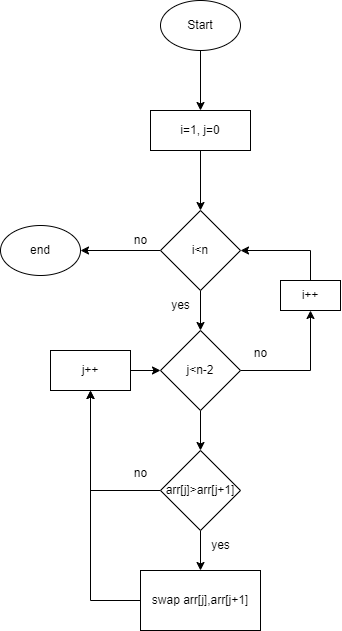 Start
i=1, j=0
i<n
no
end
yes
i++
j<n-2
no
j++
arr[j]>arr[j+1]
no
yes
swap arr[j],arr[j+1]